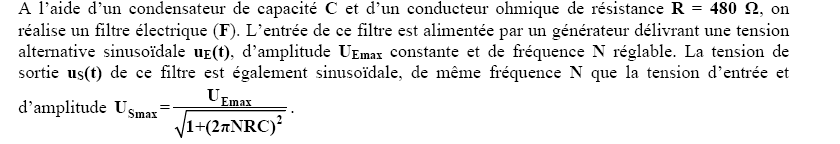 A l'aide d'un condensateur de capacité C et d'un conducteur ohmique de résistance R = 480 Ω, on
réalise un filtre électrique (F). L'entrée de ce filtre est alimentée par un générateur délivrant une tension
alternative sinusoïdale uE(t), d'amplitude UEmax constante et de fréquence N réglable. La tension de
sortie uS(t) de ce filtre est également sinusoïdale, de même fréquence N que la tension d'entrée et
d'amplitude USmax = UEmax / √(1+(2πNRC)²) .